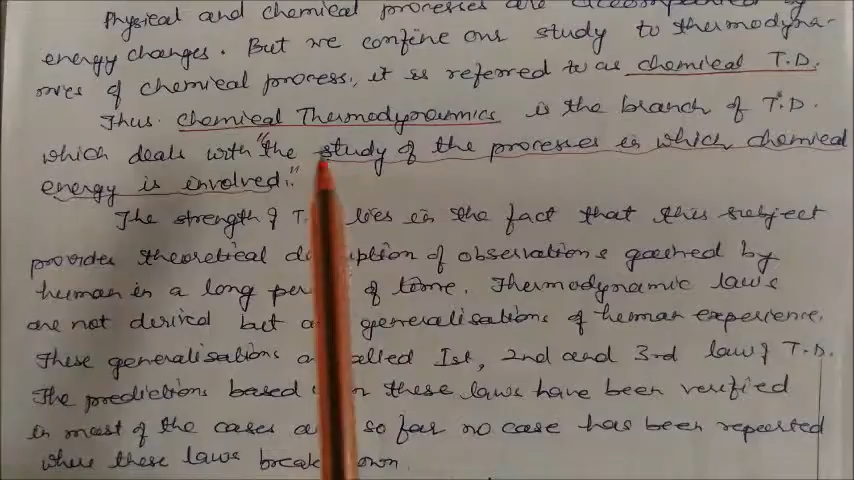 Physical and chemical processes are accompanied by
energy changes. But we confine our study to thermodyna-
mics of chemical process, it is referred to as chemical T.D.
Thus. Chemical Thermodynamics is the branch of T.D.
which deals with "the study of the processes in which chemical
energy is involved."
The strength of T. lies in the fact that this subject
provides theoretical of observations gained by
human in a long of time. Thermodynamic laws
are not derived but generalisations of human experience.
These generalisations called Ist, 2nd and 3rd law of T.D.
The predictions based these laws have been verified
in most of the cases so far no case has been repeated
where these laws break down.